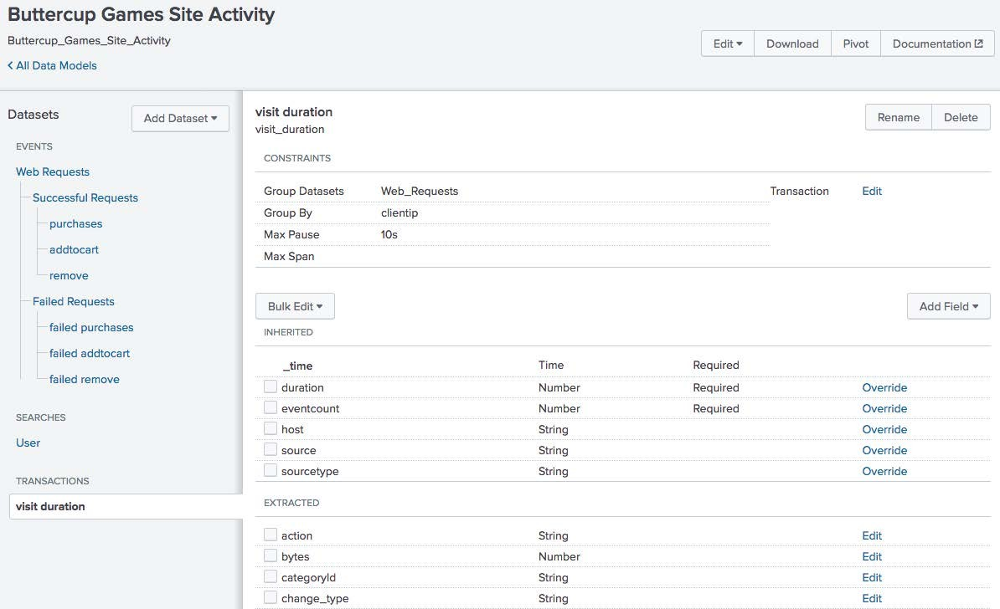 Buttercup Games Site Activity
Buttercup_Games_Site_Activity
< All Data Models
Edit Download Pivot Documentation
Datasets
Add Dataset
EVENTS
Web Requests
Successful Requests
purchases
addtocart
remove
Failed Requests
failed purchases
failed addtocart
failed remove
SEARCHES
User
TRANSACTIONS
visit duration
visit duration
visit_duration
Rename Delete
CONSTRAINTS
Group Datasets Web_Requests Transaction Edit
Group By clientip
Max Pause 10s
Max Span
Bulk Edit Add Field
INHERITED
_time Time Required
duration Number Required Override
eventcount Number Required Override
host String Override
source String Override
sourcetype String Override
EXTRACTED
action String Edit
bytes Number Edit
categoryId String Edit
change_type String Edit